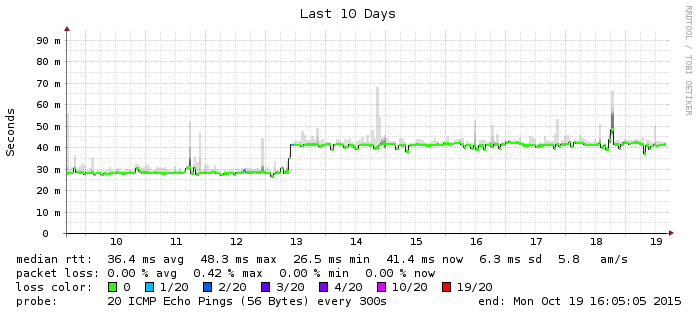 Last 10 Days
RRDTOOL / TOBI OETIKER
Seconds
90 m
80 m
70 m
60 m
50 m
40 m
30 m
20 m
10 m
0
10 11 12 13 14 15 16 17 18 19
median rtt: 36.4 ms avg 48.3 ms max 26.5 ms min 41.4 ms now 6.3 ms sd 5.8 am/s
packet loss: 0.00 % avg 0.42 % max 0.00 % min 0.00 % now
loss color: 0 1/20 2/20 3/20 4/20 10/20 19/20
probe: 20 ICMP Echo Pings (56 Bytes) every 300s end: Mon Oct 19 16:05:05 2015